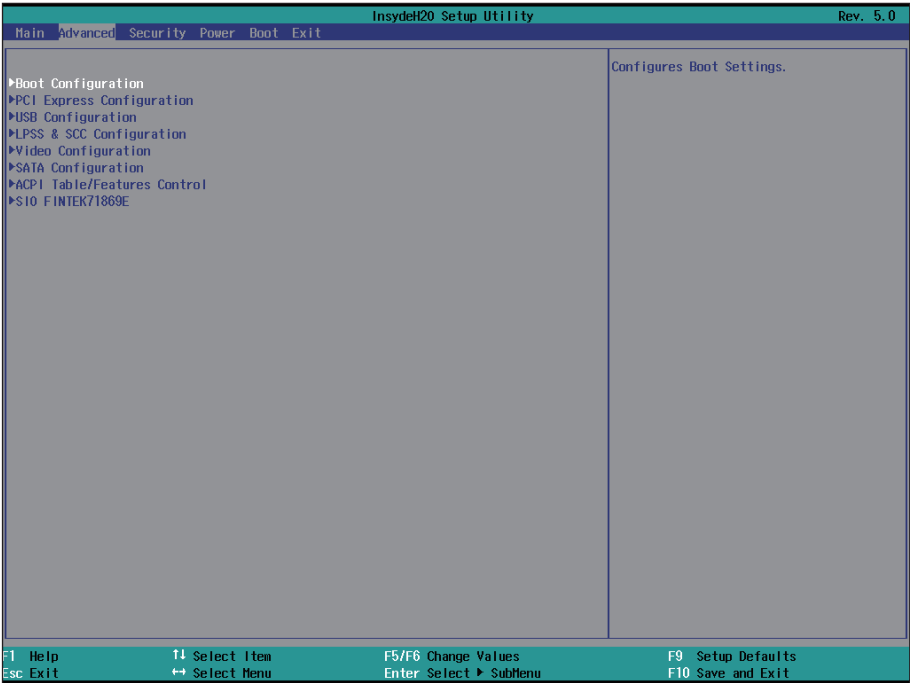 InsydeH20 Setup Utility Rev. 5.0
Main Advanced Security Power Boot Exit
Configures Boot Settings.
▶Boot Configuration
▶PCI Express Configuration
▶USB Configuration
▶LPSS & SCC Configuration
▶Video Configuration
▶SATA Configuration
▶ACPI Table/Features Control
▶SIO FINTEK71869E
F1 Help ↑↓ Select Item F5/F6 Change Values F9 Setup Defaults
Esc Exit ↔ Select Menu Enter Select ▶ SubMenu F10 Save and Exit